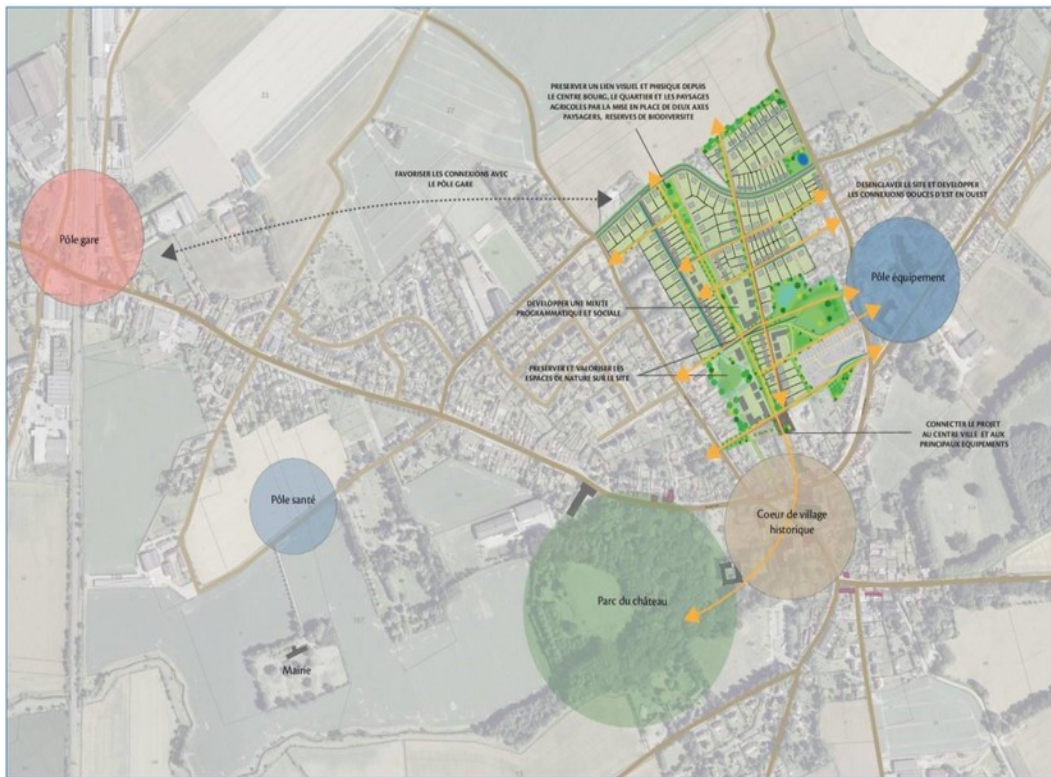 PRESERVER UN LIEN VISUEL ET PHISIQUE DEPUIS
LE CENTRE BOURG, LE QUARTIER ET LES PAYSAGES
AGRICOLES PAR LA MISE EN PLACE DE DEUX AXES
PAYSAGERS, RESERVES DE BIODIVERSITE
FAVORISER LES CONNEXIONS AVEC
LE PÔLE GARE
DESENCLAVER LE SITE ET DEVELOPPER
LES CONNEXIONS DOUCES D'EST EN OUEST
Pôle gare
Pôle équipement
DEVELOPPER UNE MIXITE
PROGRAMMATIQUE ET SOCIALE
PRESERVER ET VALORISER LES
ESPACES DE NATURE SUR LE SITE
CONNECTER LE PROJET
AU CENTRE VILLE ET AUX
PRINCIPAUX EQUIPEMENTS
Pôle santé
Coeur de village
historique
Parc du château
Mairie